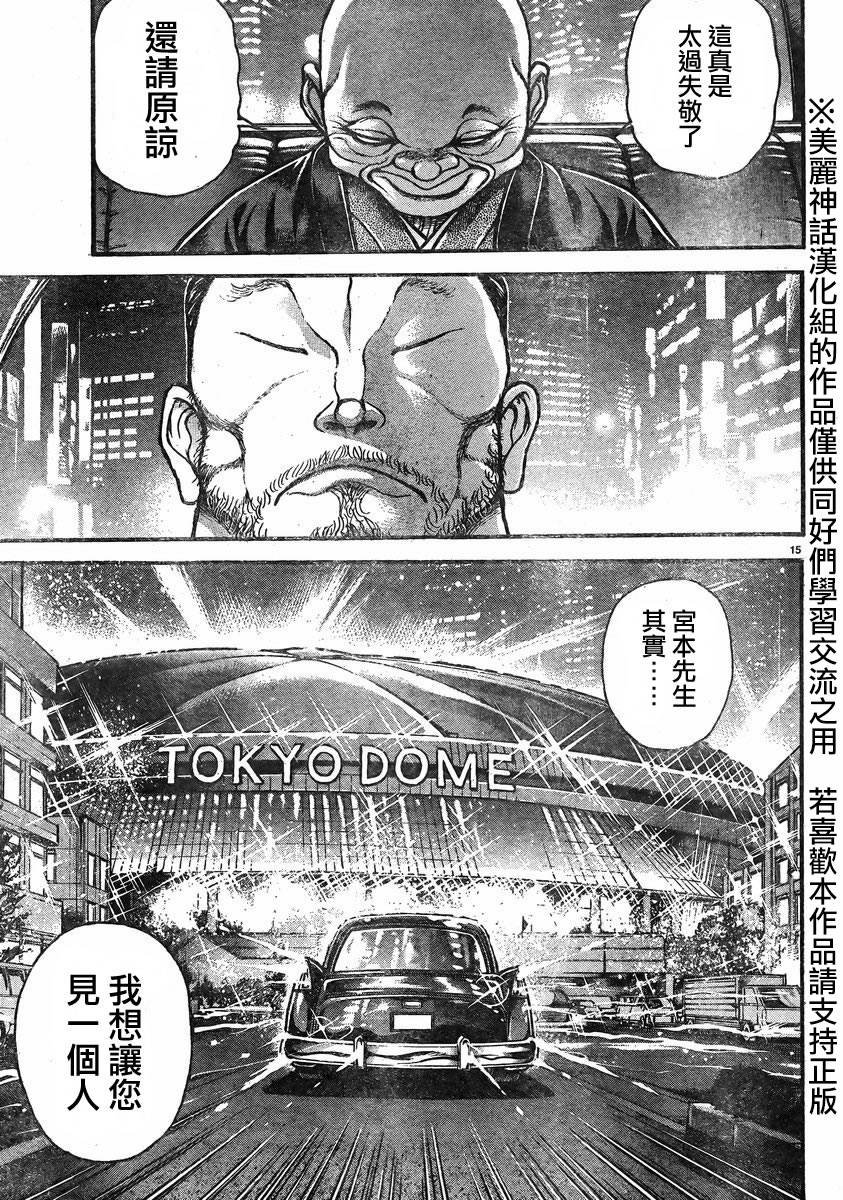 這真是
太過失敬了
還請原諒
15
宮本先生
其實……
TOKYO DOME
我想讓您
見一個人
※美麗神話漢化組的作品僅供同好們學習交流之用 若喜歡本作品請支持正版